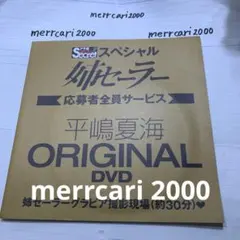 merrcari 2000
merrcari 2000
merrcari 2000
スペシャル
姉セーラー
応募者全員サービス
平嶋夏海
ORIGINAL
DVD
merrcari 2000
姉セーラーグラビア撮影現場(約30分)♥